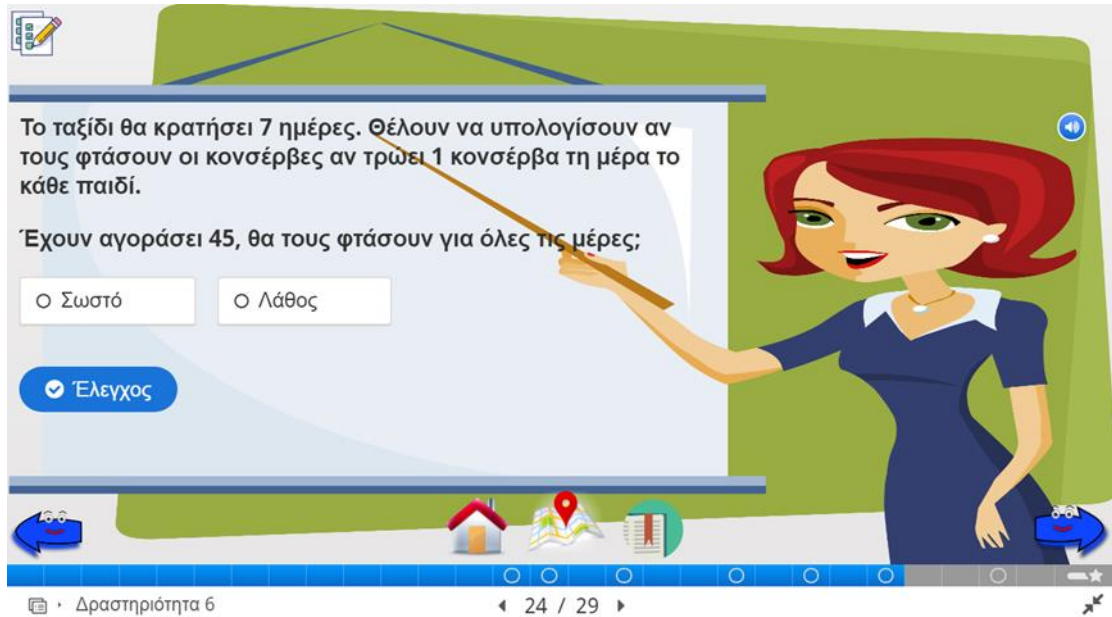 Το ταξίδι θα κρατήσει 7 ημέρες. Θέλουν να υπολογίσουν αν
τους φτάσουν οι κονσέρβες αν τρώει 1 κονσέρβα τη μέρα το
κάθε παιδί.
Έχουν αγοράσει 45, θα τους φτάσουν για όλες τις μέρες;
Σωστό
Λάθος
Έλεγχος
Δραστηριότητα 6
24 / 29